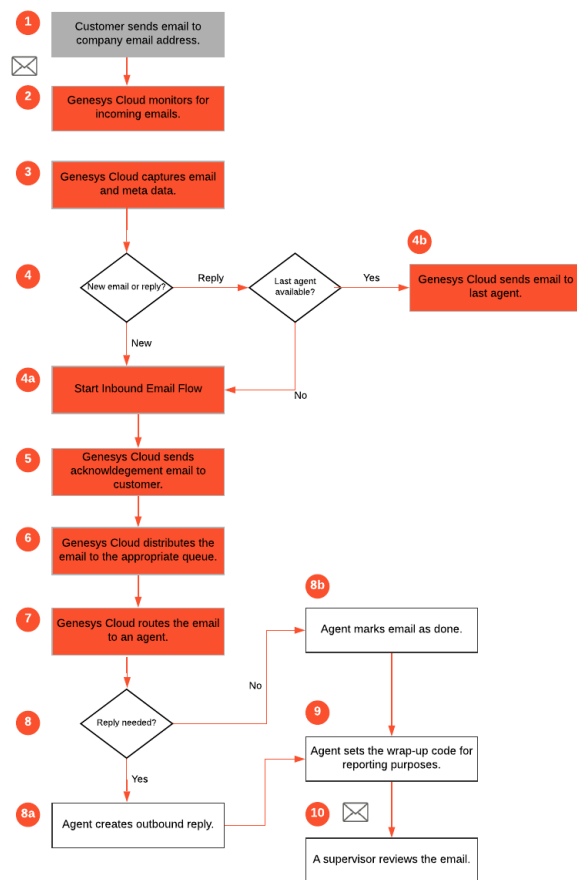 1
Customer sends email to
company email address.
2
Genesys Cloud monitors for
incoming emails.
3
Genesys Cloud captures email
and meta data.
4
New email or reply?
Reply
Last agent
available?
Yes
4b
Genesys Cloud sends email to
last agent.
New
No
4a
Start Inbound Email Flow
5
Genesys Cloud sends
acknowldegement email to
customer.
6
Genesys Cloud distributes the
email to the appropriate queue.
7
Genesys Cloud routes the email
to an agent.
8
Reply needed?
No
8b
Agent marks email as done.
Yes
8a
Agent creates outbound reply.
9
Agent sets the wrap-up code for
reporting purposes.
10
A supervisor reviews the email.